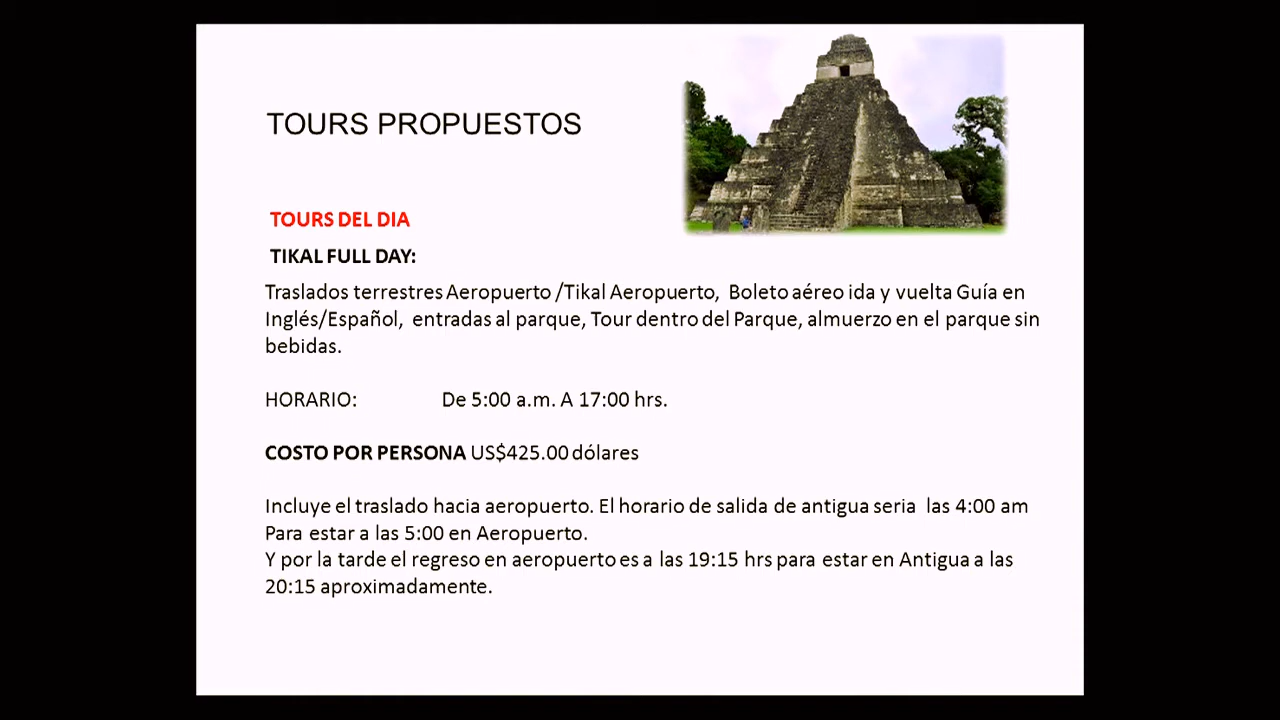 TOURS PROPUESTOS
TOURS DEL DIA
TIKAL FULL DAY:
Traslados terrestres Aeropuerto /Tikal Aeropuerto, Boleto aéreo ida y vuelta Guía en
Inglés/Español, entradas al parque, Tour dentro del Parque, almuerzo en el parque sin
bebidas.
HORARIO: De 5:00 a.m. A 17:00 hrs.
COSTO POR PERSONA US$425.00 dólares
Incluye el traslado hacia aeropuerto. El horario de salida de antigua seria las 4:00 am
Para estar a las 5:00 en Aeropuerto.
Y por la tarde el regreso en aeropuerto es a las 19:15 hrs para estar en Antigua a las
20:15 aproximadamente.